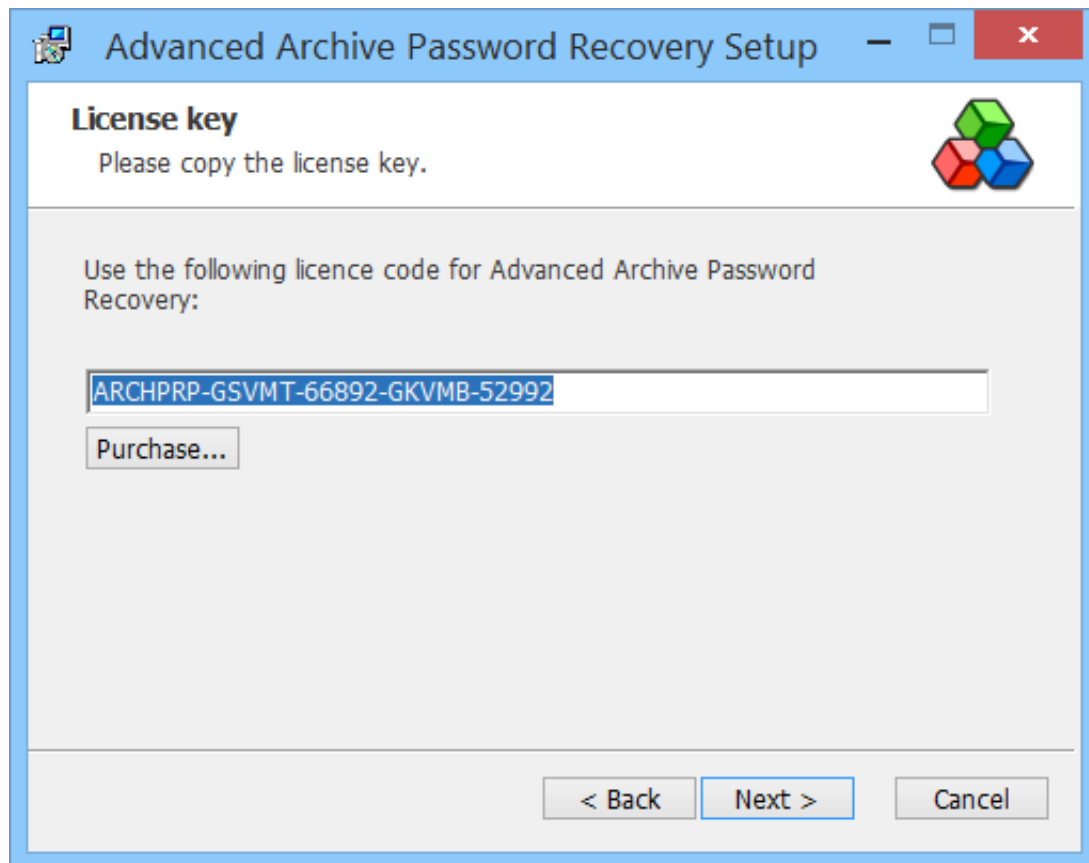 Advanced Archive Password Recovery Setup
License key
Please copy the license key.
Use the following licence code for Advanced Archive Password
Recovery:
ARCHPRP-GSVMT-66892-GKVMB-52992
Purchase...
< Back Next > Cancel